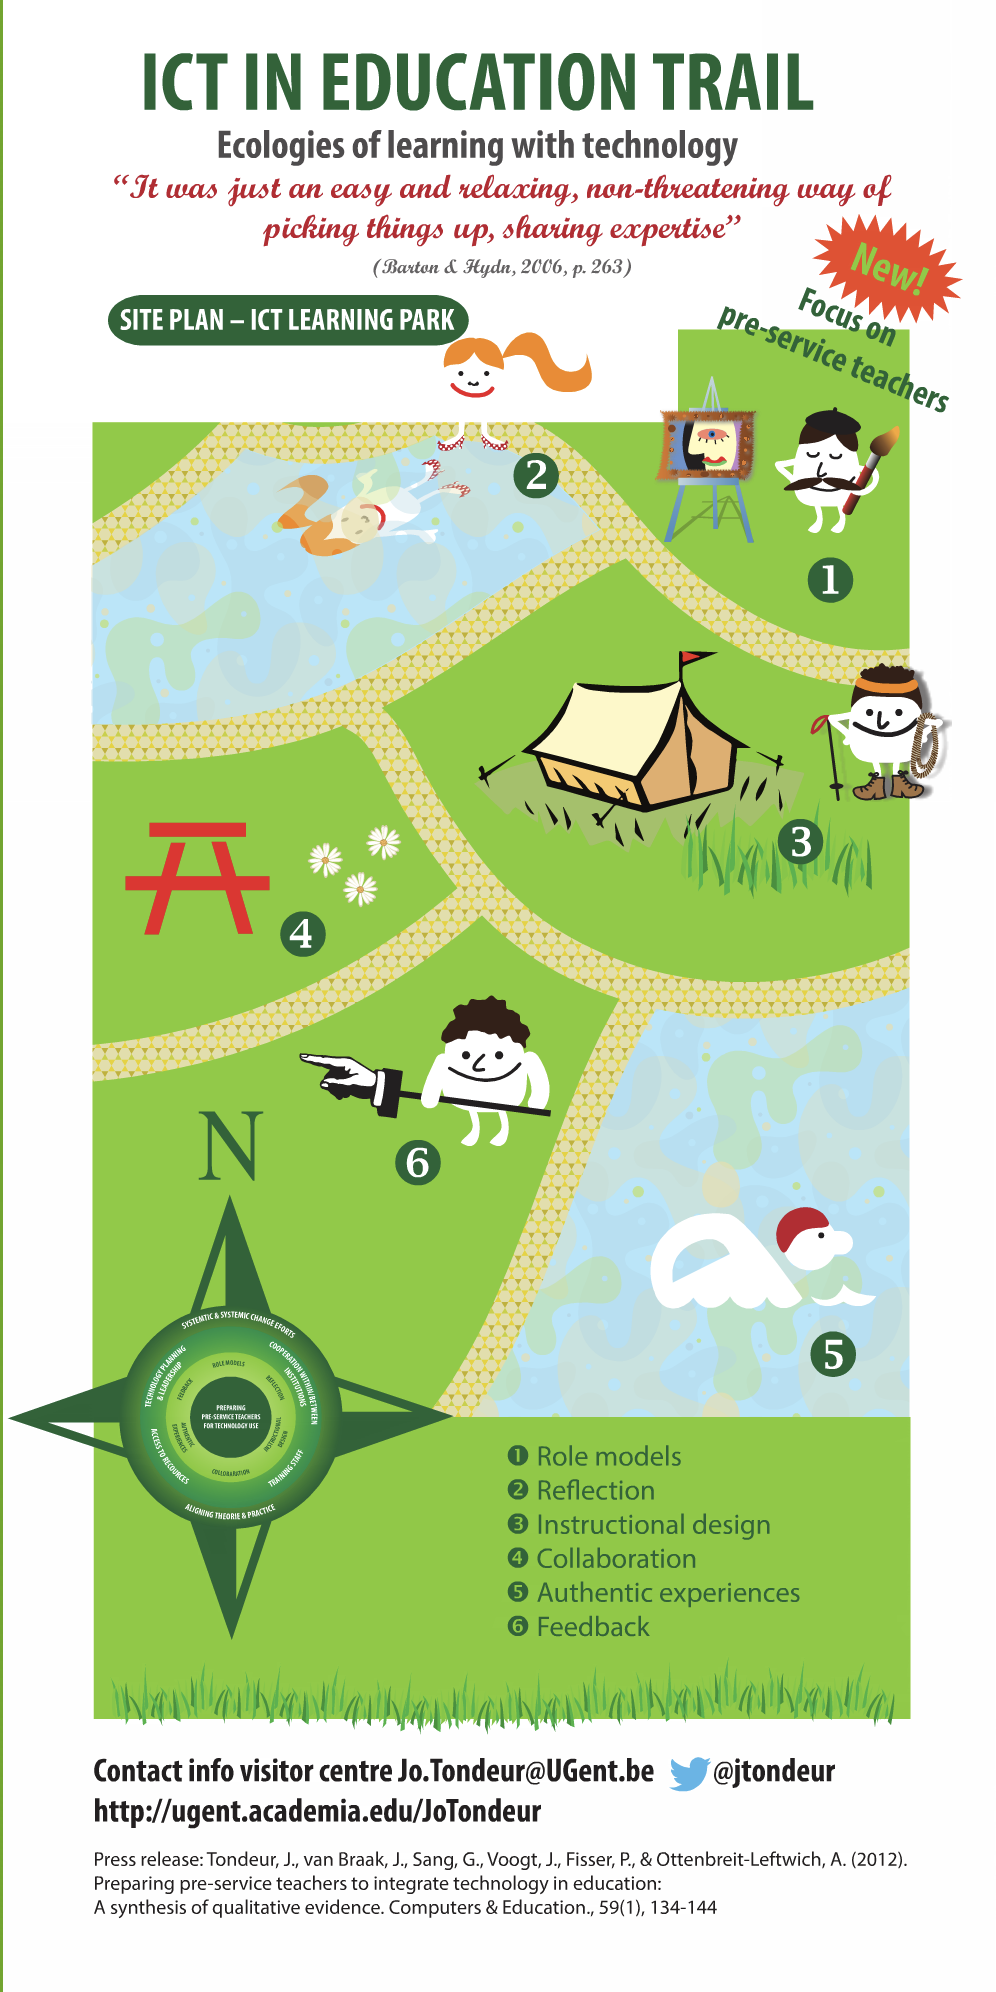 ICT IN EDUCATION TRAIL
Ecologies of learning with technology
“It was just an easy and relaxing, non-threatening way of
picking things up, sharing expertise”
(Barton & Hydn, 2006, p. 263)
New!
Focus on
pre-service teachers
SITE PLAN – ICT LEARNING PARK
2
1
3
4
6
N
5
SYSTEMTIC & SYSTEMIC CHANGE EFORTS
COOPERATION WITHIN/BETWEEN
INSTITUTIONS
TRAINING STAFF
ALIGNING THEORIE & PRACTICE
ACCESS TO RECOURCES
TECHNOLOGY PLANNING
& LEADERSHIP
ROLE MODELS
REFLECTION
INSTRUCTIONAL
DESIGN
COLLOBARATION
AUTHENTIC
EXPERIENCES
FEEDBACK
PREPARING
PRE-SERVICE TEACHERS
FOR TECHNOLOGY USE
❶ Role models
❷ Reflection
❸ Instructional design
❹ Collaboration
❺ Authentic experiences
❻ Feedback
Contact info visitor centre Jo.Tondeur@UGent.be @jtondeur
http://ugent.academia.edu/JoTondeur
Press release: Tondeur, J., van Braak, J., Sang, G., Voogt, J., Fisser, P., & Ottenbreit-Leftwich, A. (2012).
Preparing pre-service teachers to integrate technology in education:
A synthesis of qualitative evidence. Computers & Education., 59(1), 134-144